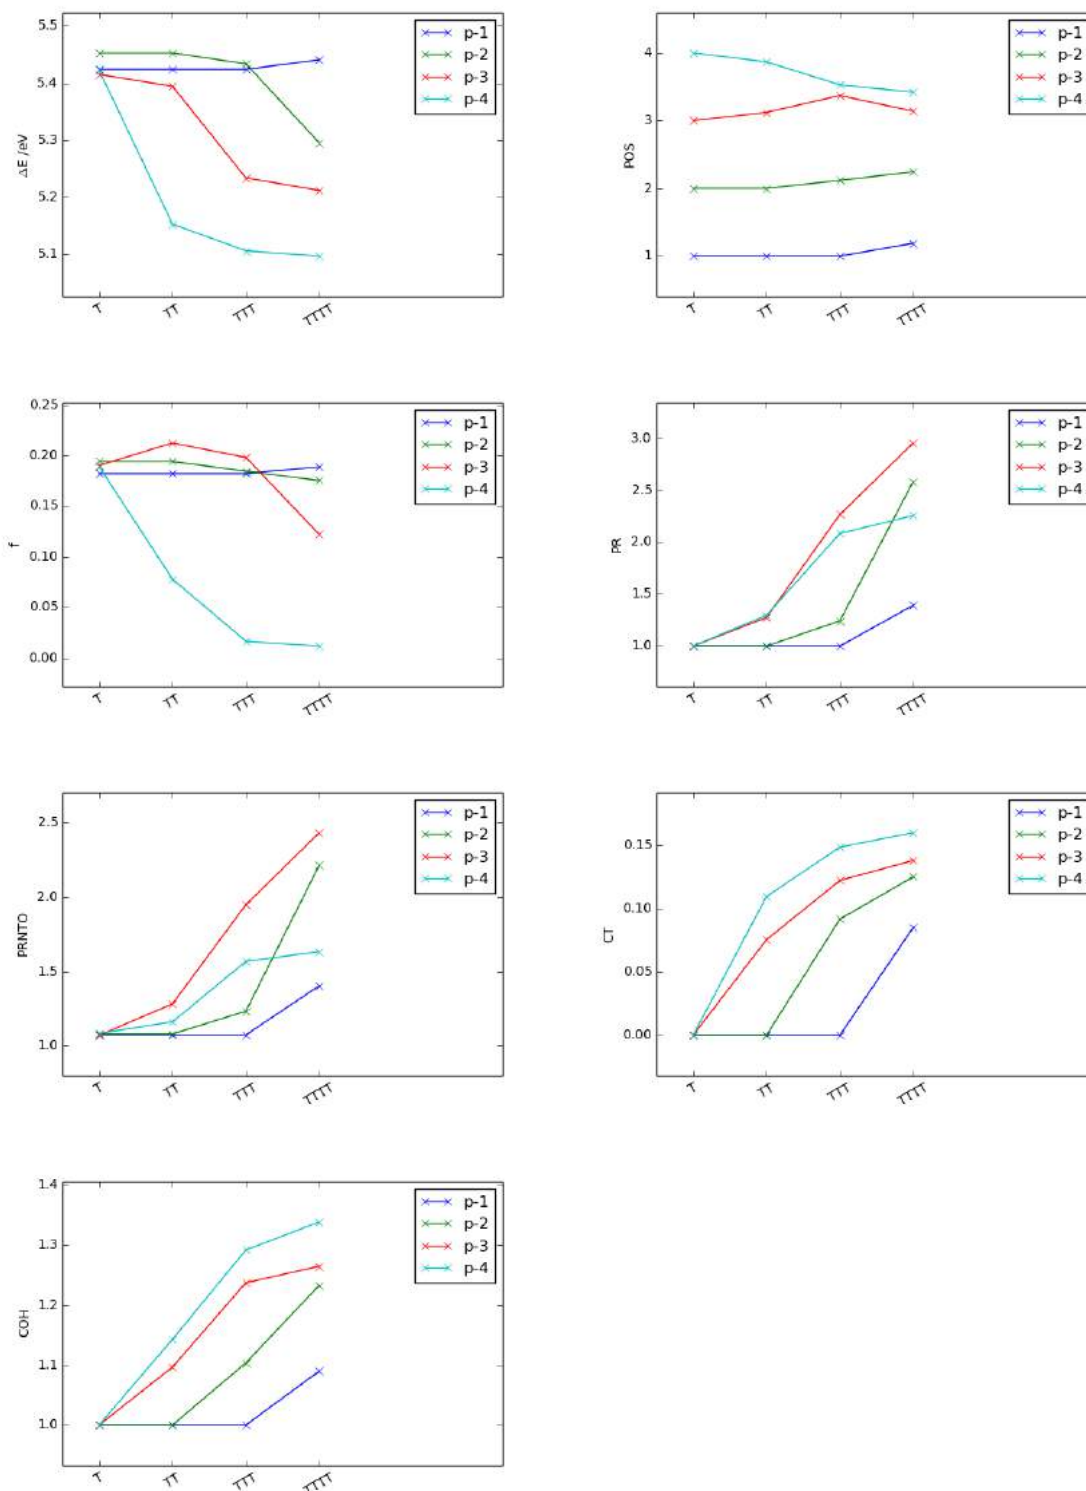 5.5
5.4
5.3
5.2
5.1
ΔE /eV
T TT TTT TTTT
p-1
p-2
p-3
p-4
4
3
2
1
POS
T TT TTT TTTT
p-1
p-2
p-3
p-4
0.25
0.20
0.15
0.10
0.05
0.00
f
T TT TTT TTTT
p-1
p-2
p-3
p-4
3.0
2.5
2.0
1.5
1.0
PR
T TT TTT TTTT
p-1
p-2
p-3
p-4
2.5
2.0
1.5
1.0
PRNTO
T TT TTT TTTT
p-1
p-2
p-3
p-4
0.15
0.10
0.05
0.00
CT
T TT TTT TTTT
p-1
p-2
p-3
p-4
1.4
1.3
1.2
1.1
1.0
COH
T TT TTT TTTT
p-1
p-2
p-3
p-4